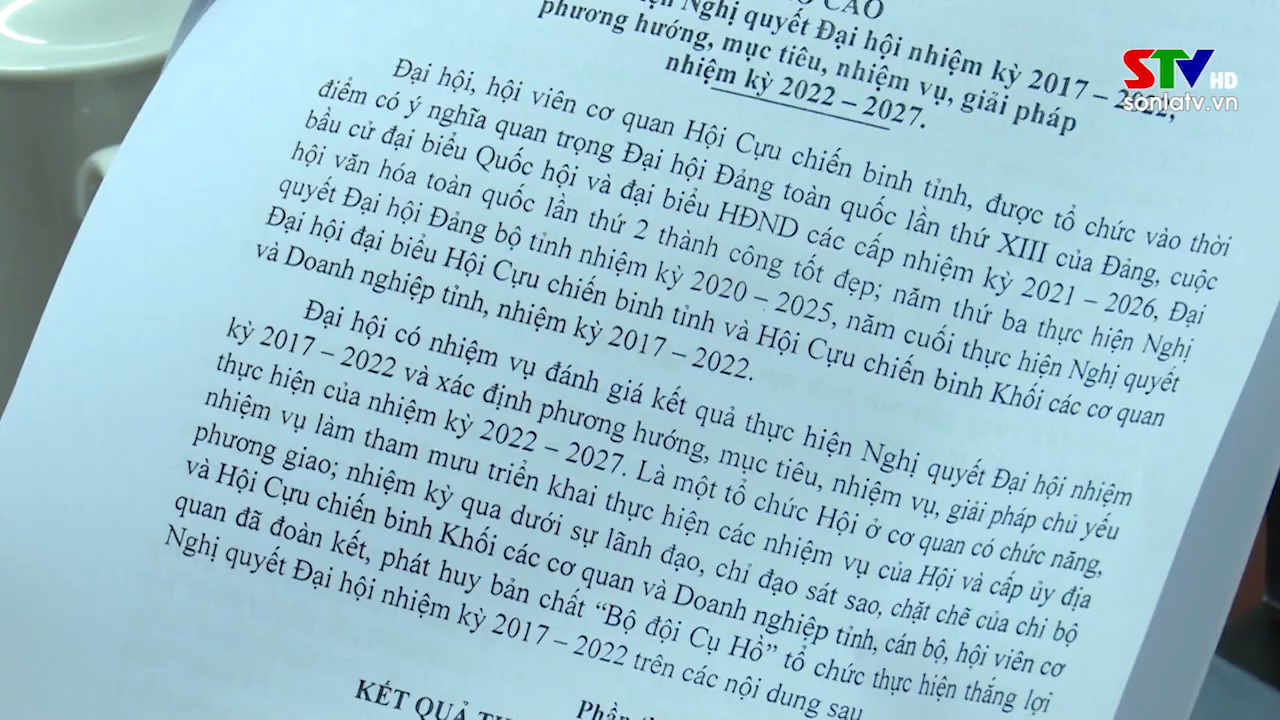 CÁO
Nghị quyết Đại hội nhiệm kỳ 2017 – 2022,
phương hướng, mục tiêu, nhiệm vụ, giải pháp
nhiệm kỳ 2022 – 2027.
Đại hội, hội viên cơ quan Hội Cựu chiến binh tỉnh, được tổ chức vào thời
điểm có ý nghĩa quan trọng Đại hội Đảng toàn quốc lần thứ XIII của Đảng, cuộc
bầu cử đại biểu Quốc hội và đại biểu HĐND các cấp nhiệm kỳ 2021 – 2026, Đại
hội văn hóa toàn quốc lần thứ 2 thành công tốt đẹp; năm thứ ba thực hiện Nghị
quyết Đại hội Đảng bộ tỉnh nhiệm kỳ 2020 – 2025, năm cuối thực hiện Nghị quyết
Đại hội đại biểu Hội Cựu chiến binh tỉnh và Hội Cựu chiến binh Khối các cơ quan
và Doanh nghiệp tỉnh, nhiệm kỳ 2017 – 2022.
Đại hội có nhiệm vụ đánh giá kết quả thực hiện Nghị quyết Đại hội nhiệm
kỳ 2017 – 2022 và xác định phương hướng, mục tiêu, nhiệm vụ, giải pháp chủ yếu
thực hiện của nhiệm kỳ 2022 – 2027. Là một tổ chức Hội ở cơ quan có chức năng,
nhiệm vụ làm tham mưu triển khai thực hiện các nhiệm vụ của Hội và cấp ủy địa
phương giao; nhiệm kỳ qua dưới sự lãnh đạo, chỉ đạo sát sao, chặt chẽ của chi bộ
và Hội Cựu chiến binh Khối các cơ quan và Doanh nghiệp tỉnh, cán bộ, hội viên cơ
quan đã đoàn kết, phát huy bản chất “Bộ đội Cụ Hồ” tổ chức thực hiện thắng lợi
Nghị quyết Đại hội nhiệm kỳ 2017 – 2022 trên các nội dung sau
Phần
KẾT QUẢ
STV HD
sonlatv.vn